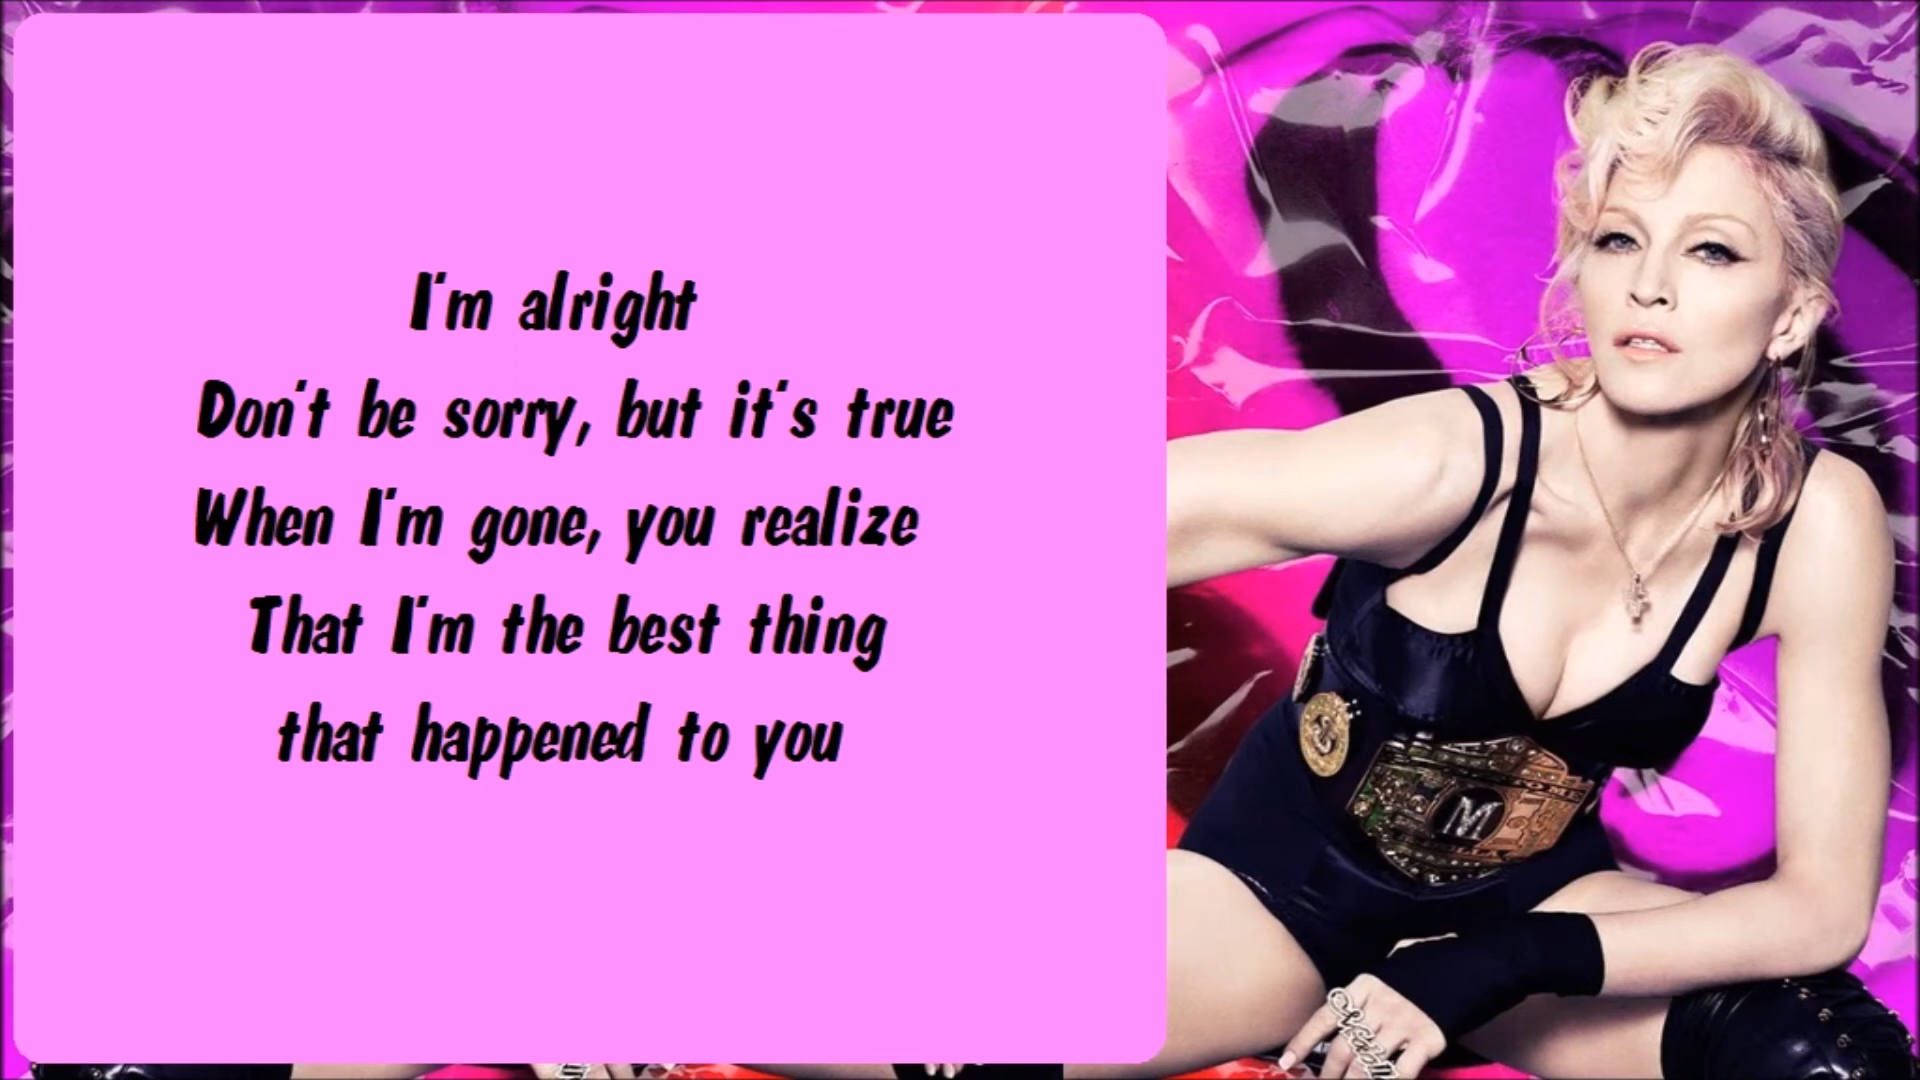 I'm alright
Don't be sorry, but it's true
When I'm gone, you realize
That I'm the best thing
that happened to you
M